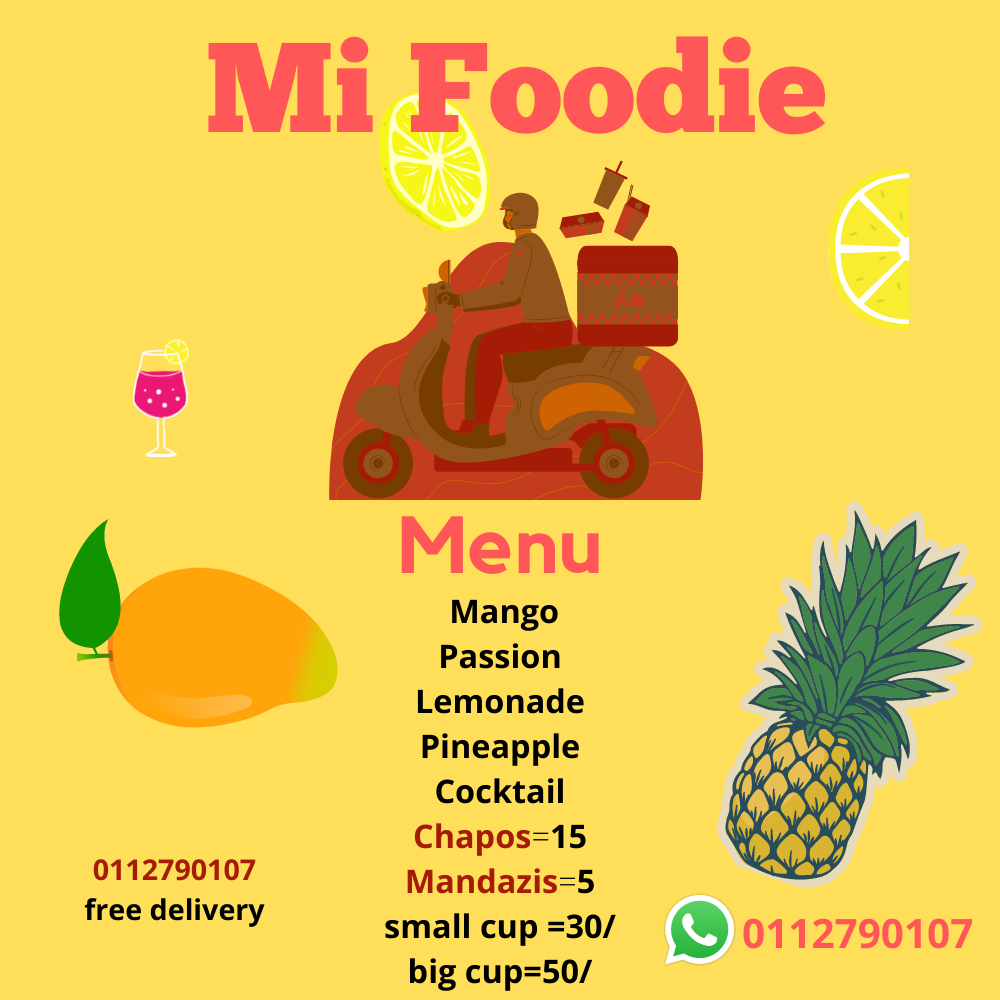 Mi Foodie
Menu
Mango
Passion
Lemonade
Pineapple
Cocktail
Chapos=15
Mandazis=5
small cup =30/
big cup=50/
0112790107
free delivery
0112790107